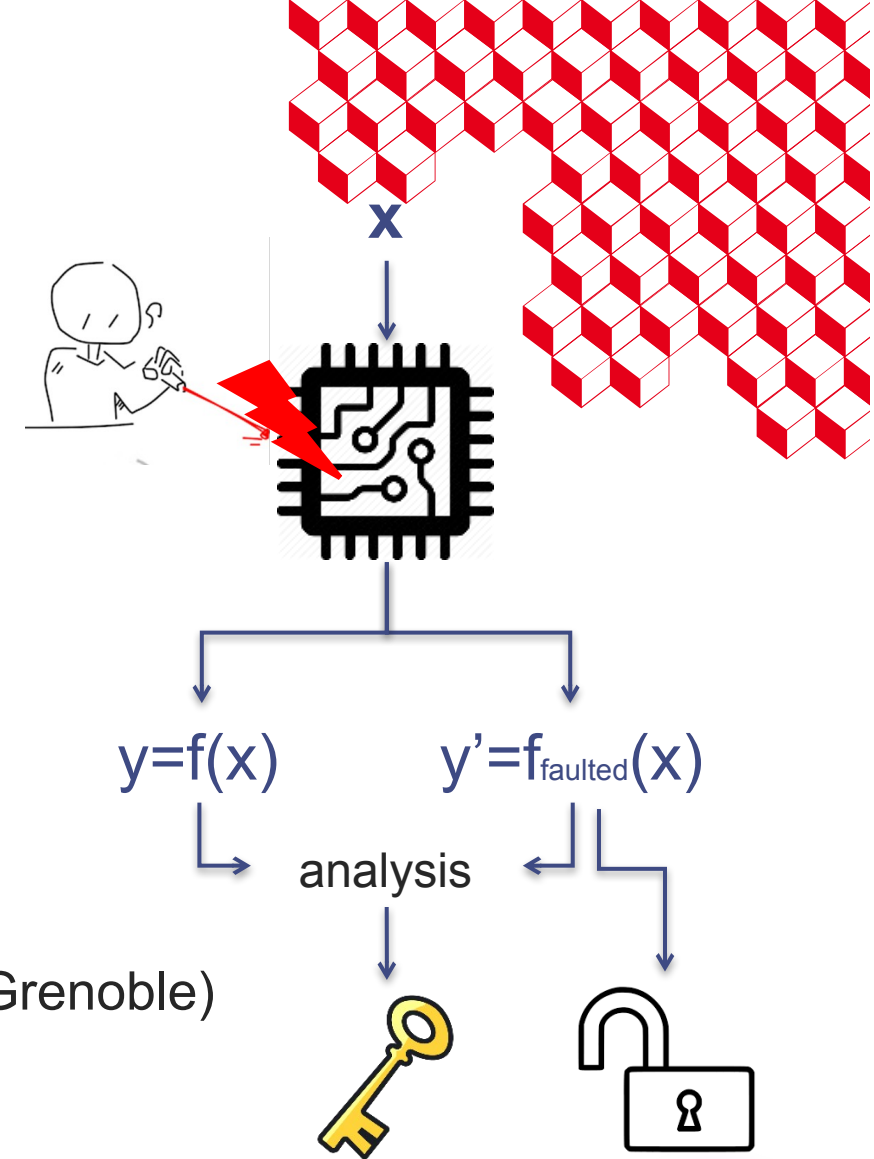 x
y=f(x) y’=ffaulted(x)
analysis
Grenoble)